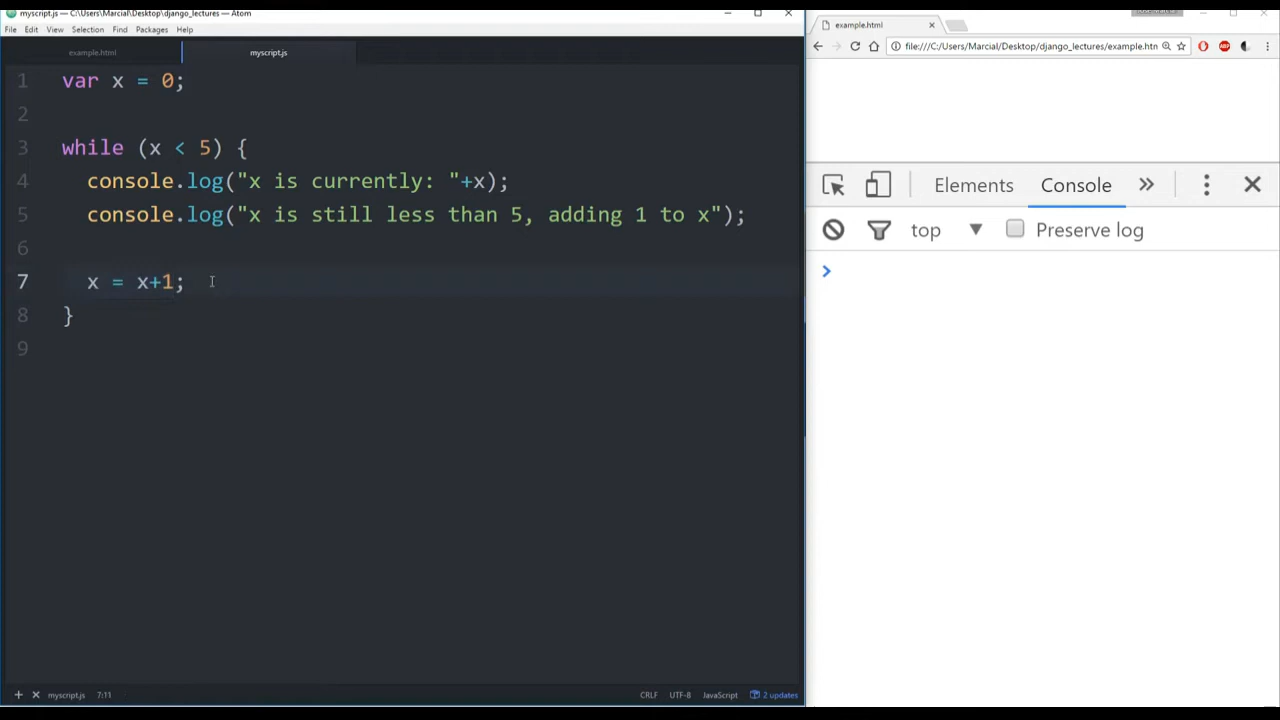 myscript.js — C:\Users\Marcial\Desktop\django_lectures — Atom
File Edit View Selection Find Packages Help
example.html myscript.js
1 var x = 0;
2
3 while (x < 5) {
4 console.log("x is currently: "+x);
5 console.log("x is still less than 5, adding 1 to x");
6
7 x = x+1;
8 }
9
myscript.js 7:11 CRLF UTF-8 JavaScript 2 updates
example.html
file:///C:/Users/Marcial/Desktop/django_lectures/example.htn
ABP
Elements Console
top Preserve log